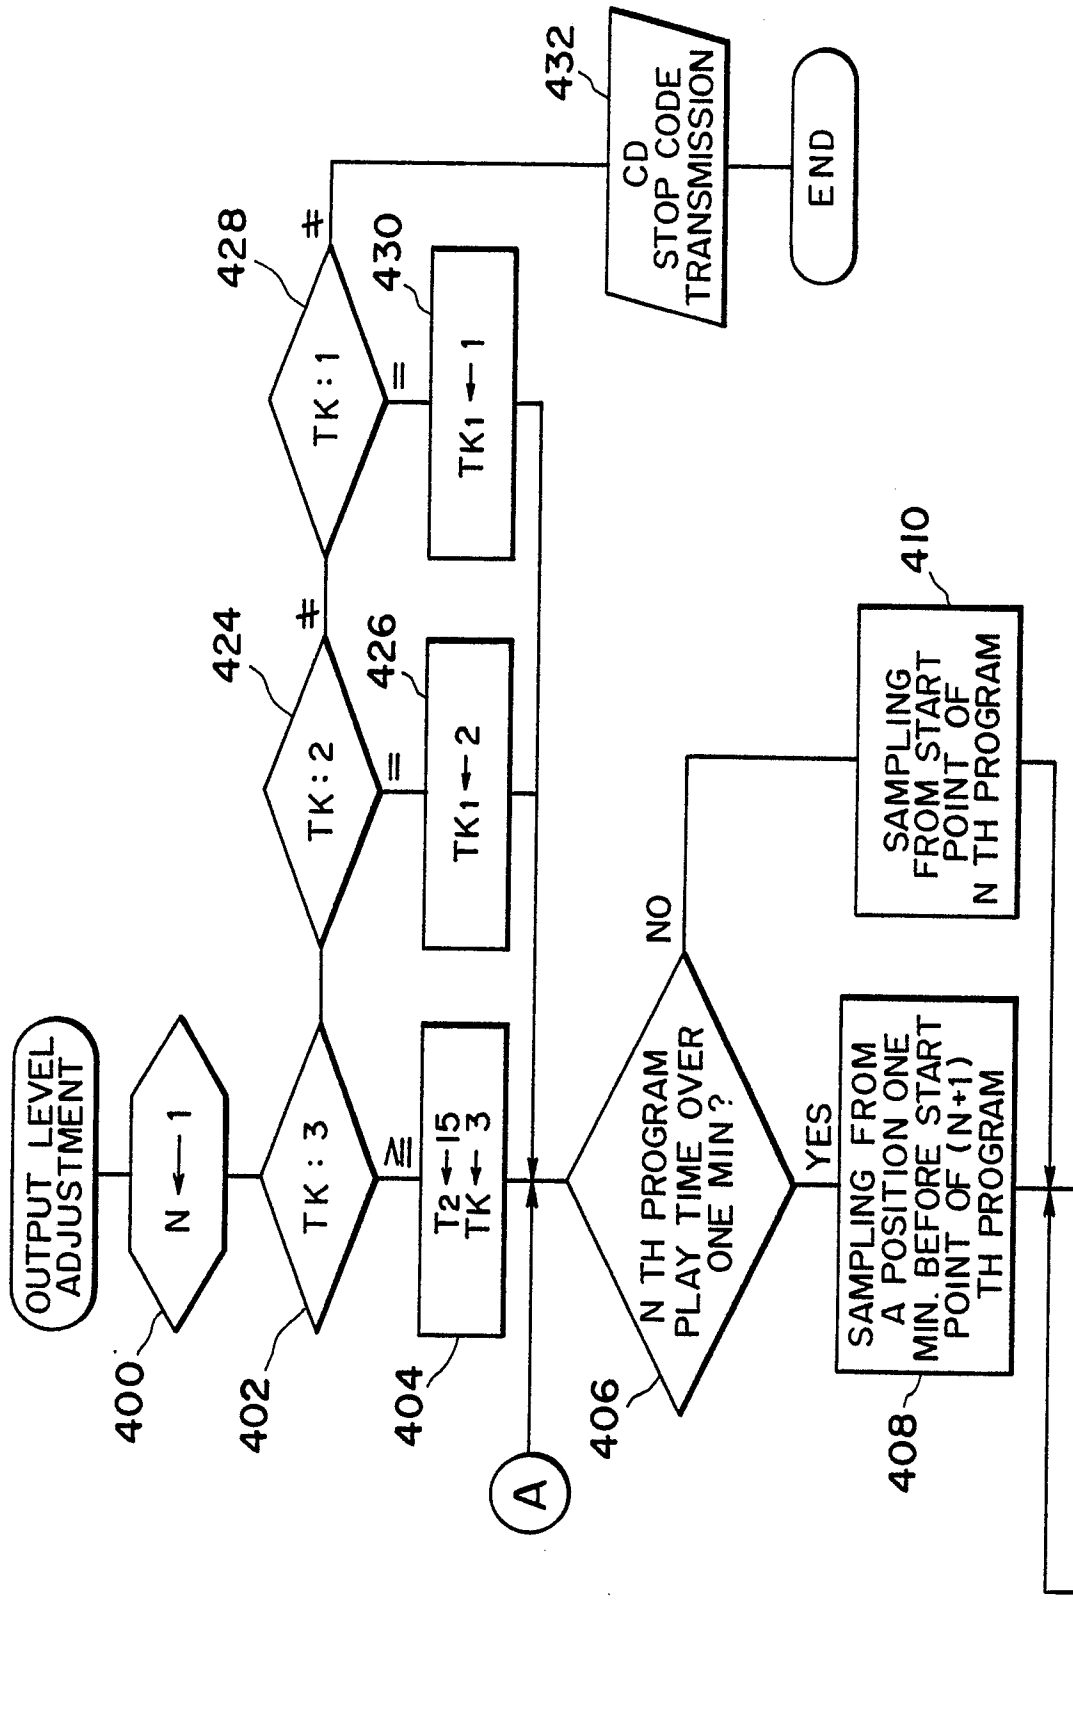 OUTPUT LEVEL
ADJUSTMENT
400
N ← 1
402
TK : 3
≧
404
T2 ← 15
TK ← 3
424
TK : 2
≠
=
426
TK1 ← 2
428
TK : 1
≠
=
430
TK1 ← 1
432
CD
STOP CODE
TRANSMISSION
END
A
406
N TH PROGRAM
PLAY TIME OVER
ONE MIN ?
NO
YES
408
SAMPLING FROM
A POSITION ONE
MIN. BEFORE START
POINT OF (N+1)
TH PROGRAM
410
SAMPLING
FROM START
POINT OF
N TH PROGRAM